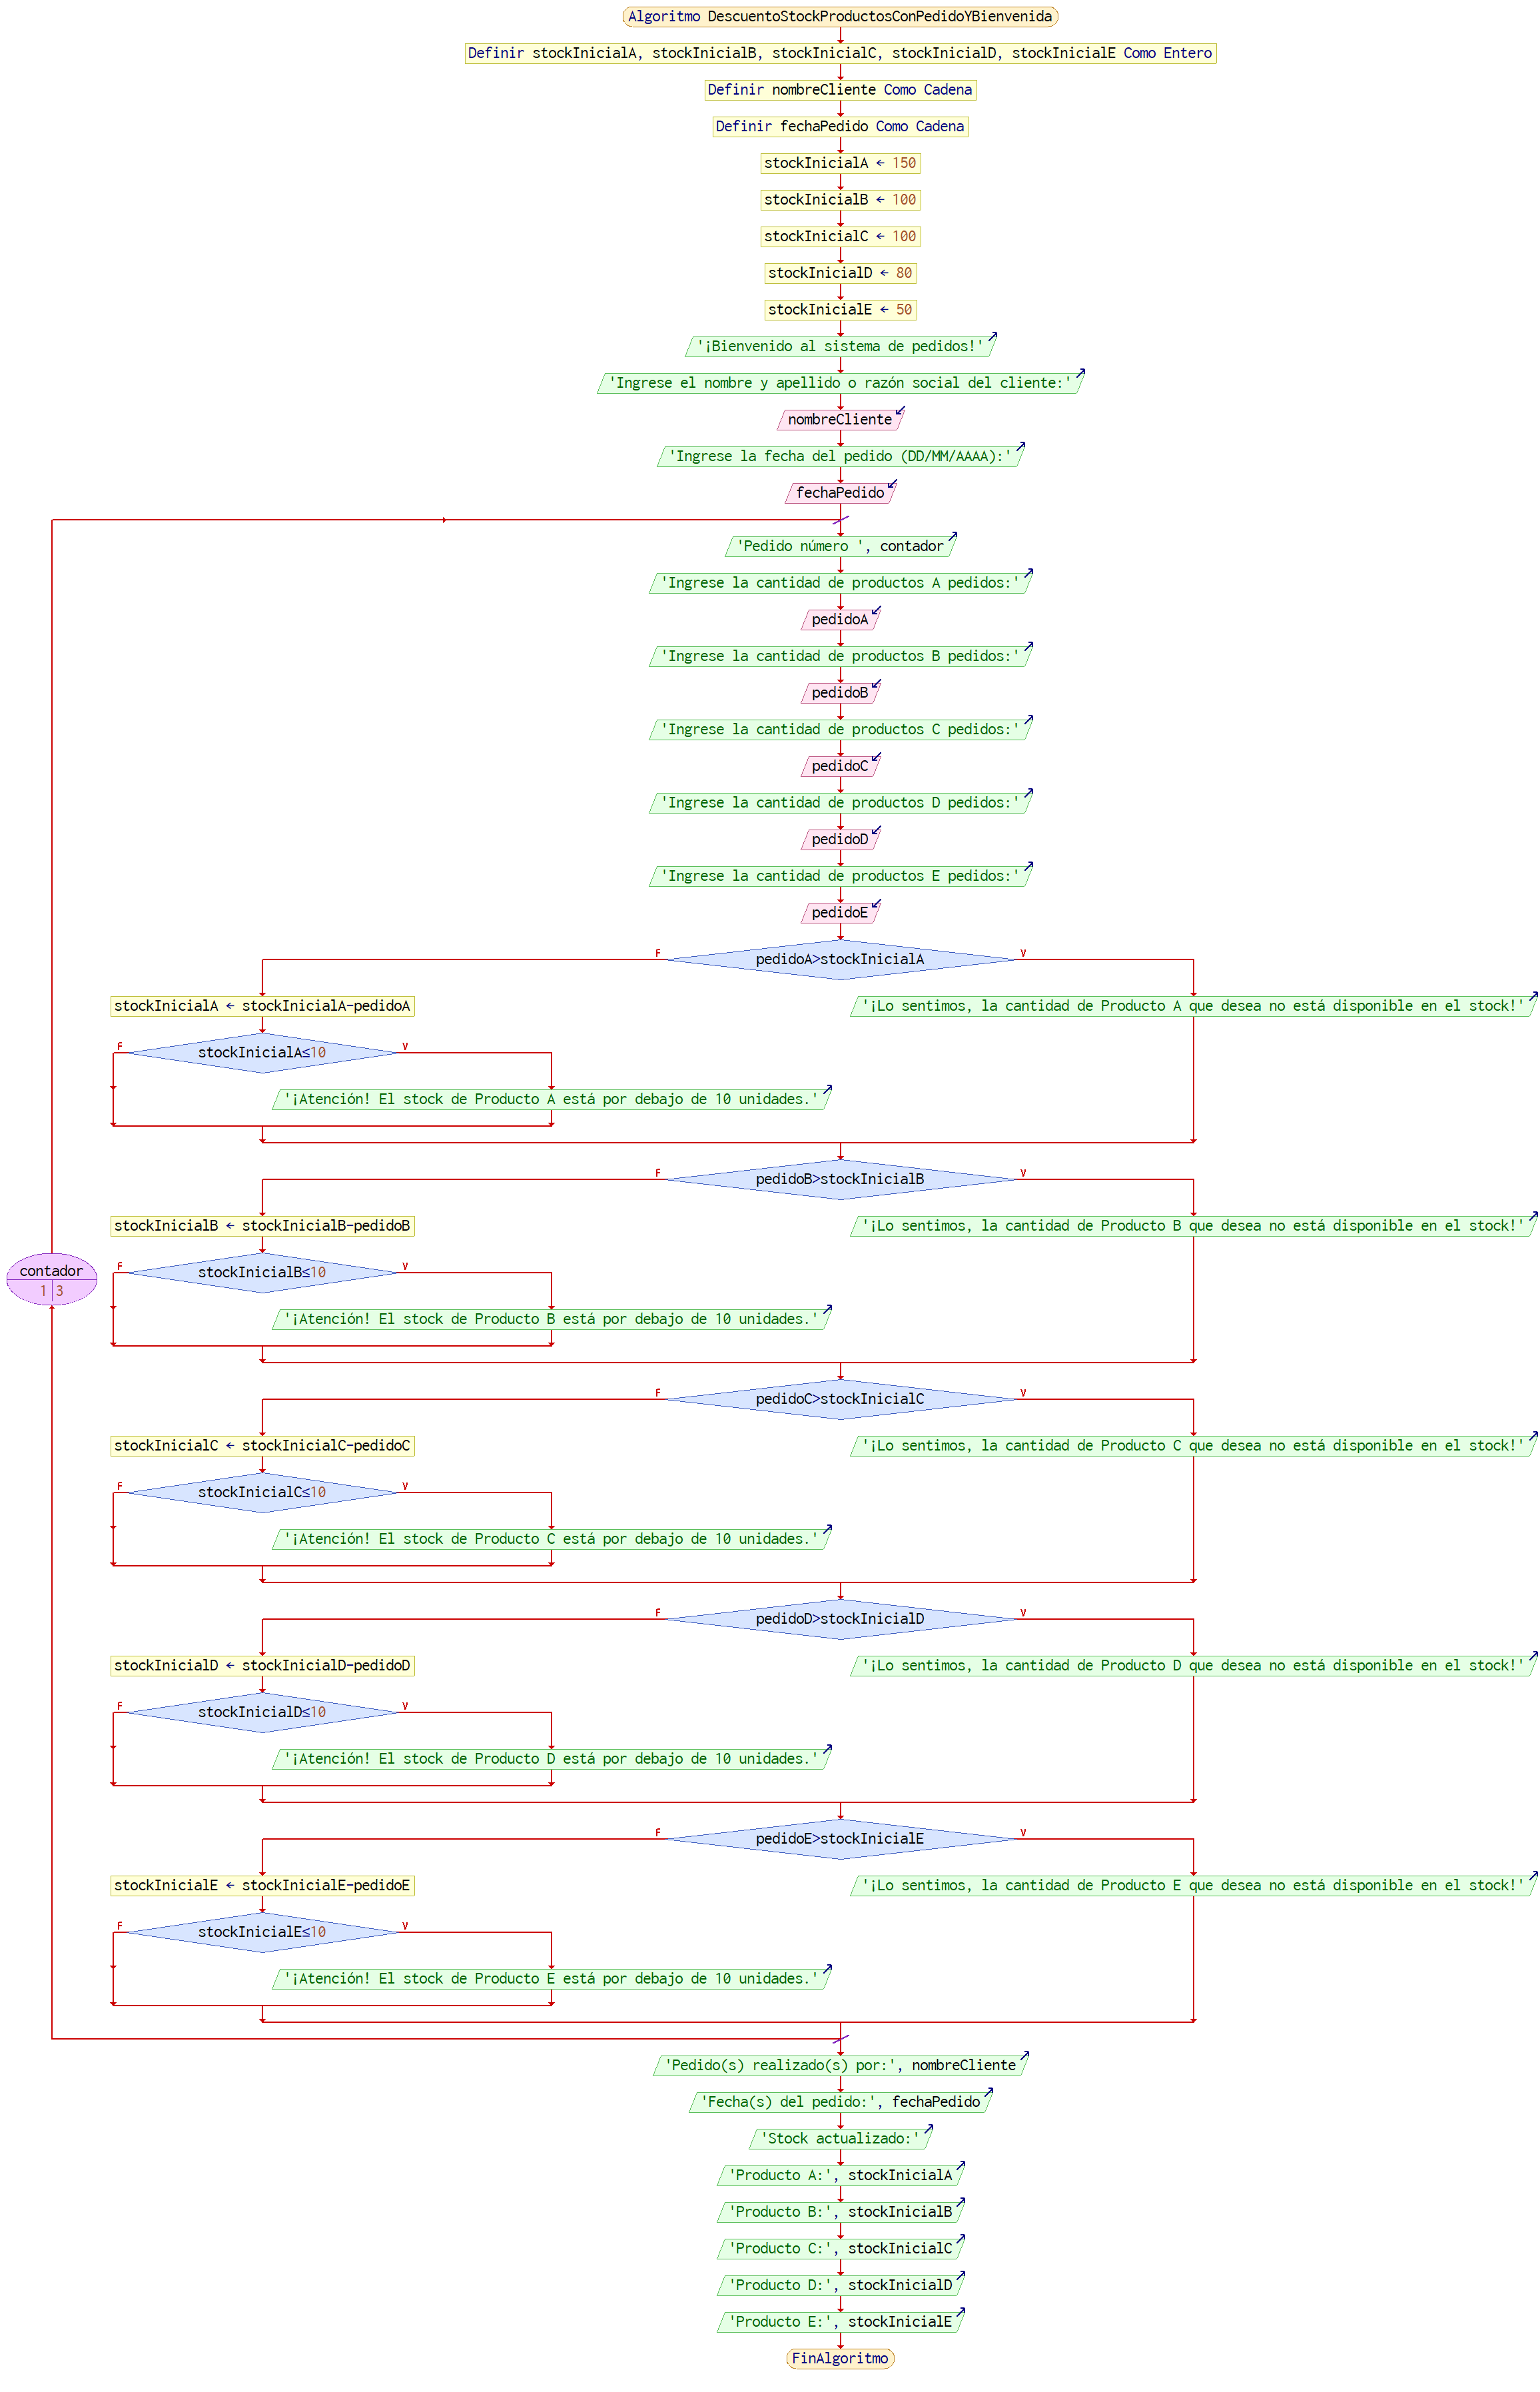 Algoritmo DescuentoStockProductosConPedidoYBienvenida
Definir stockInicialA, stockInicialB, stockInicialC, stockInicialD, stockInicialE Como Entero
Definir nombreCliente Como Cadena
Definir fechaPedido Como Cadena
stockInicialA ← 150
stockInicialB ← 100
stockInicialC ← 100
stockInicialD ← 80
stockInicialE ← 50
'¡Bienvenido al sistema de pedidos!'
'Ingrese el nombre y apellido o razón social del cliente:'
nombreCliente
'Ingrese la fecha del pedido (DD/MM/AAAA):'
fechaPedido
'Pedido número ', contador
'Ingrese la cantidad de productos A pedidos:'
pedidoA
'Ingrese la cantidad de productos B pedidos:'
pedidoB
'Ingrese la cantidad de productos C pedidos:'
pedidoC
'Ingrese la cantidad de productos D pedidos:'
pedidoD
'Ingrese la cantidad de productos E pedidos:'
pedidoE
F pedidoA>stockInicialA V
stockInicialA ← stockInicialA-pedidoA
'¡Lo sentimos, la cantidad de Producto A que desea no está disponible en el stock!'
F stockInicialA≤10 V
'¡Atención! El stock de Producto A está por debajo de 10 unidades.'
F pedidoB>stockInicialB V
stockInicialB ← stockInicialB-pedidoB
'¡Lo sentimos, la cantidad de Producto B que desea no está disponible en el stock!'
F stockInicialB≤10 V
contador
1 3
'¡Atención! El stock de Producto B está por debajo de 10 unidades.'
F pedidoC>stockInicialC V
stockInicialC ← stockInicialC-pedidoC
'¡Lo sentimos, la cantidad de Producto C que desea no está disponible en el stock!'
F stockInicialC≤10 V
'¡Atención! El stock de Producto C está por debajo de 10 unidades.'
F pedidoD>stockInicialD V
stockInicialD ← stockInicialD-pedidoD
'¡Lo sentimos, la cantidad de Producto D que desea no está disponible en el stock!'
F stockInicialD≤10 V
'¡Atención! El stock de Producto D está por debajo de 10 unidades.'
F pedidoE>stockInicialE V
stockInicialE ← stockInicialE-pedidoE
'¡Lo sentimos, la cantidad de Producto E que desea no está disponible en el stock!'
F stockInicialE≤10 V
'¡Atención! El stock de Producto E está por debajo de 10 unidades.'
'Pedido(s) realizado(s) por:', nombreCliente
'Fecha(s) del pedido:', fechaPedido
'Stock actualizado:'
'Producto A:', stockInicialA
'Producto B:', stockInicialB
'Producto C:', stockInicialC
'Producto D:', stockInicialD
'Producto E:', stockInicialE
FinAlgoritmo